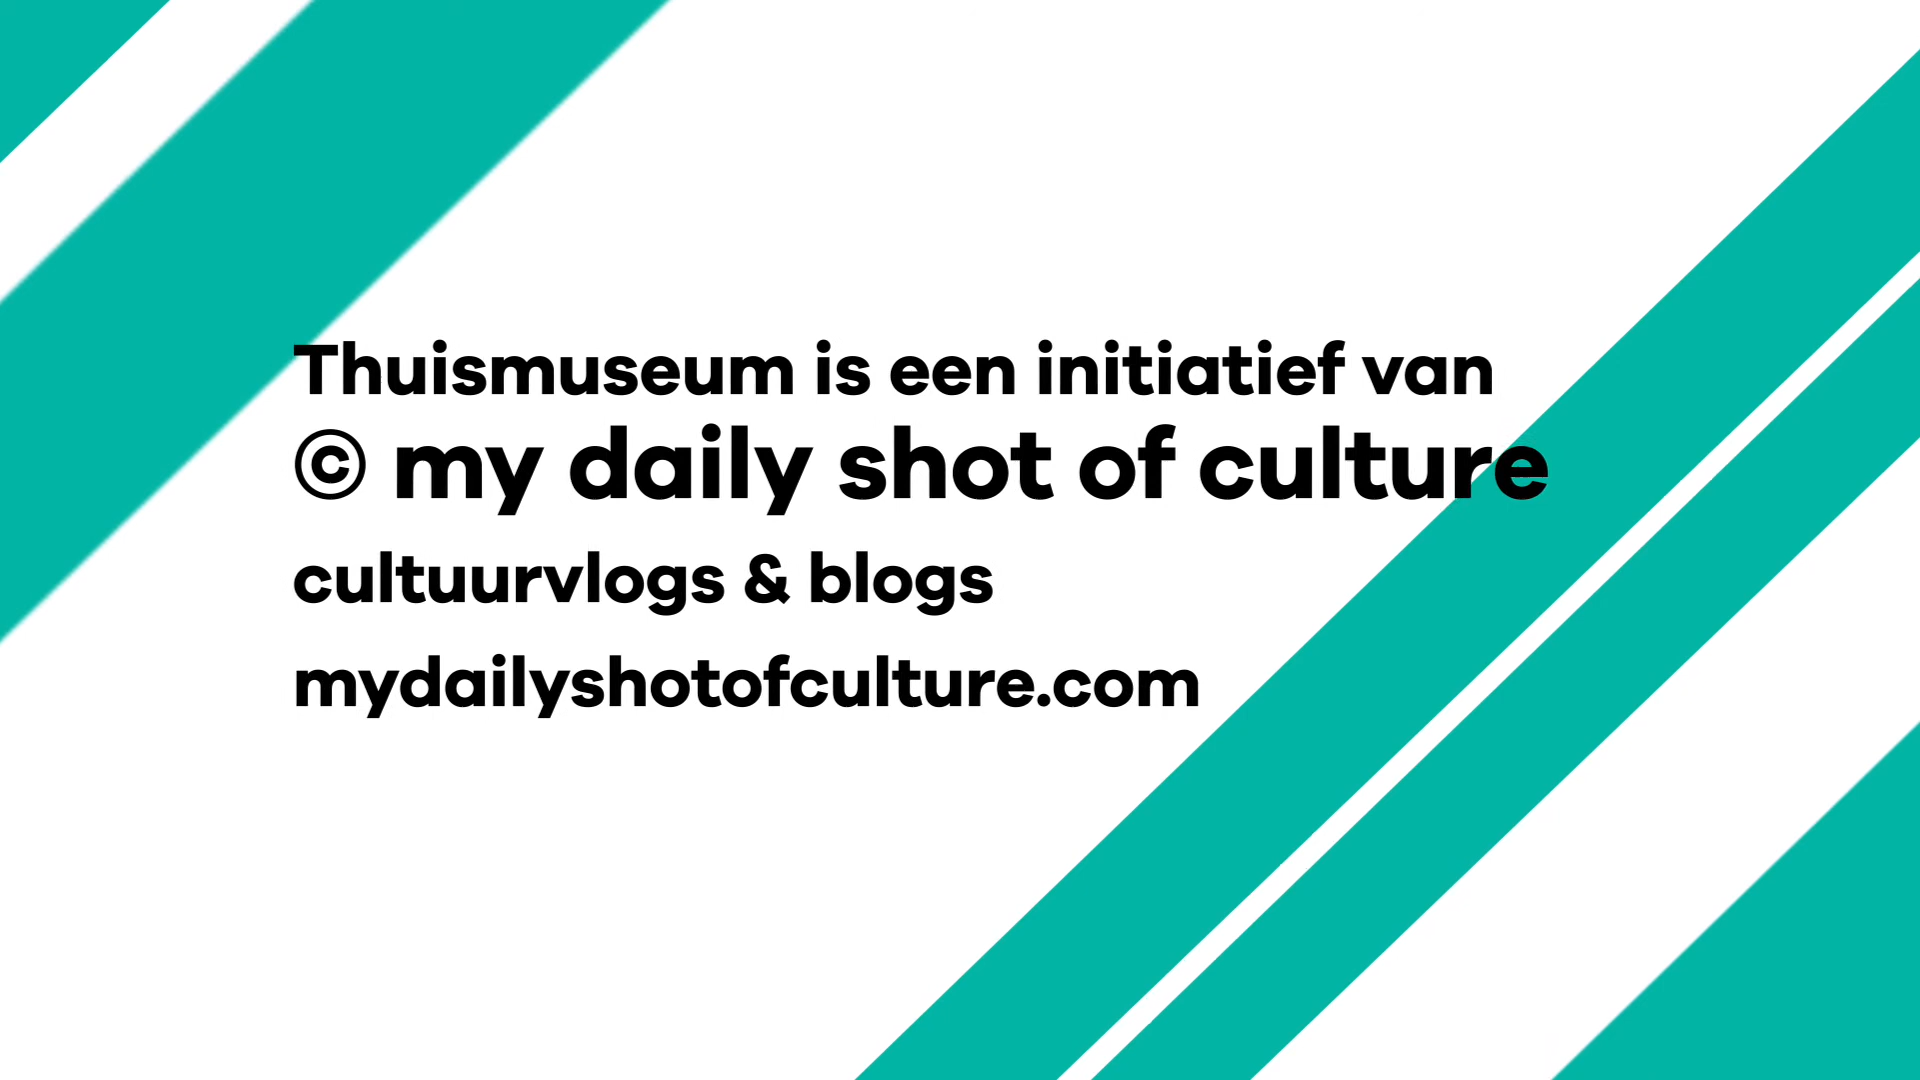 Thuismuseum is een initiatief van
© my daily shot of culture
cultuurvlogs & blogs
mydailyshotofculture.com